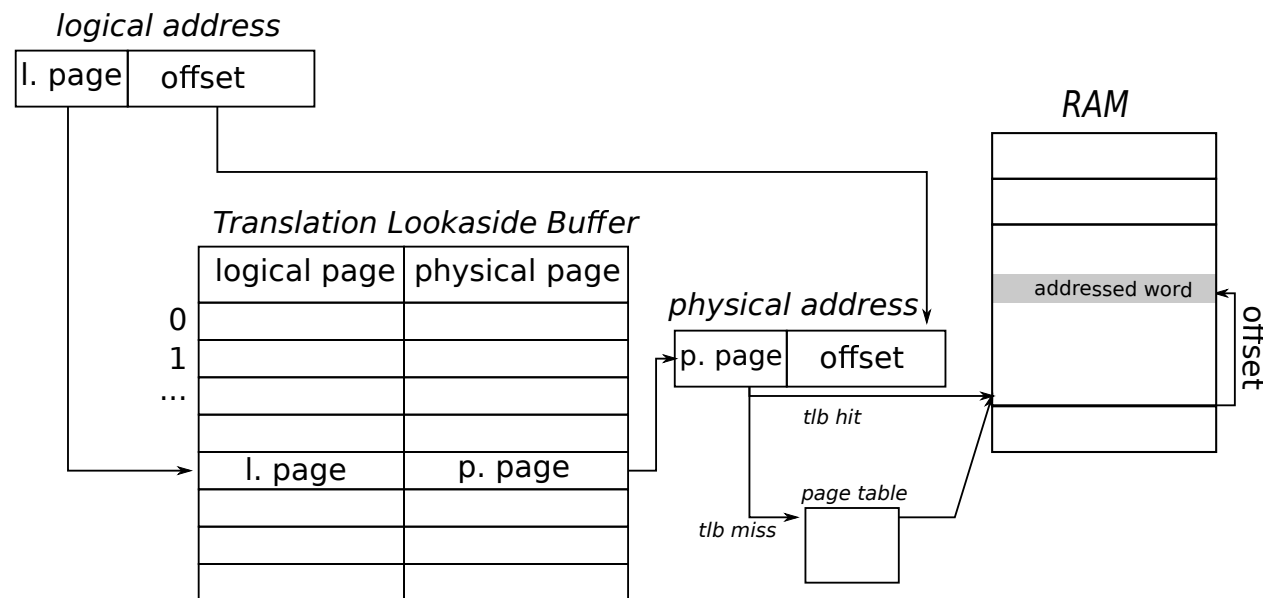 logical address
l. page offset
RAM
Translation Lookaside Buffer
logical page physical page
addressed word
physical address
0
offset
1
p. page offset
...
tlb hit
l. page p. page
page table
tlb miss